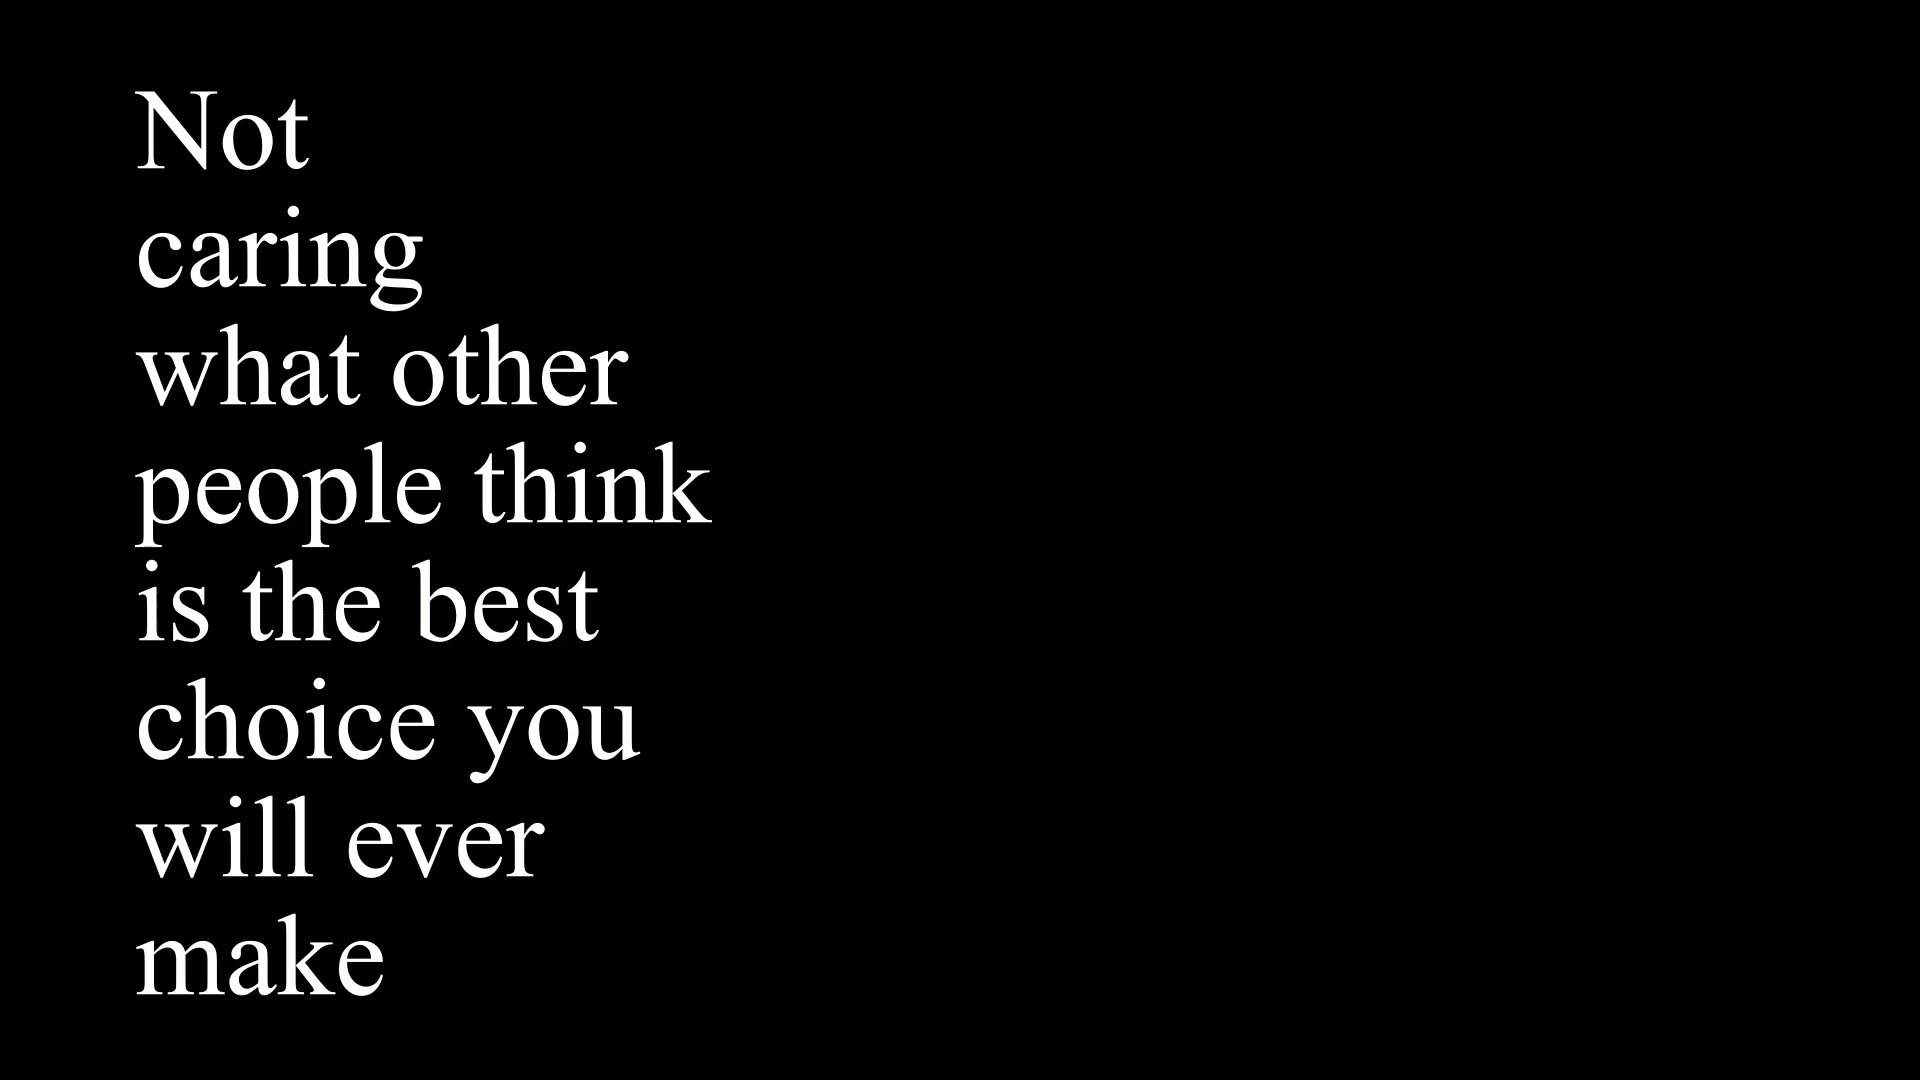 Not
caring
what other
people think
is the best
choice you
will ever
make